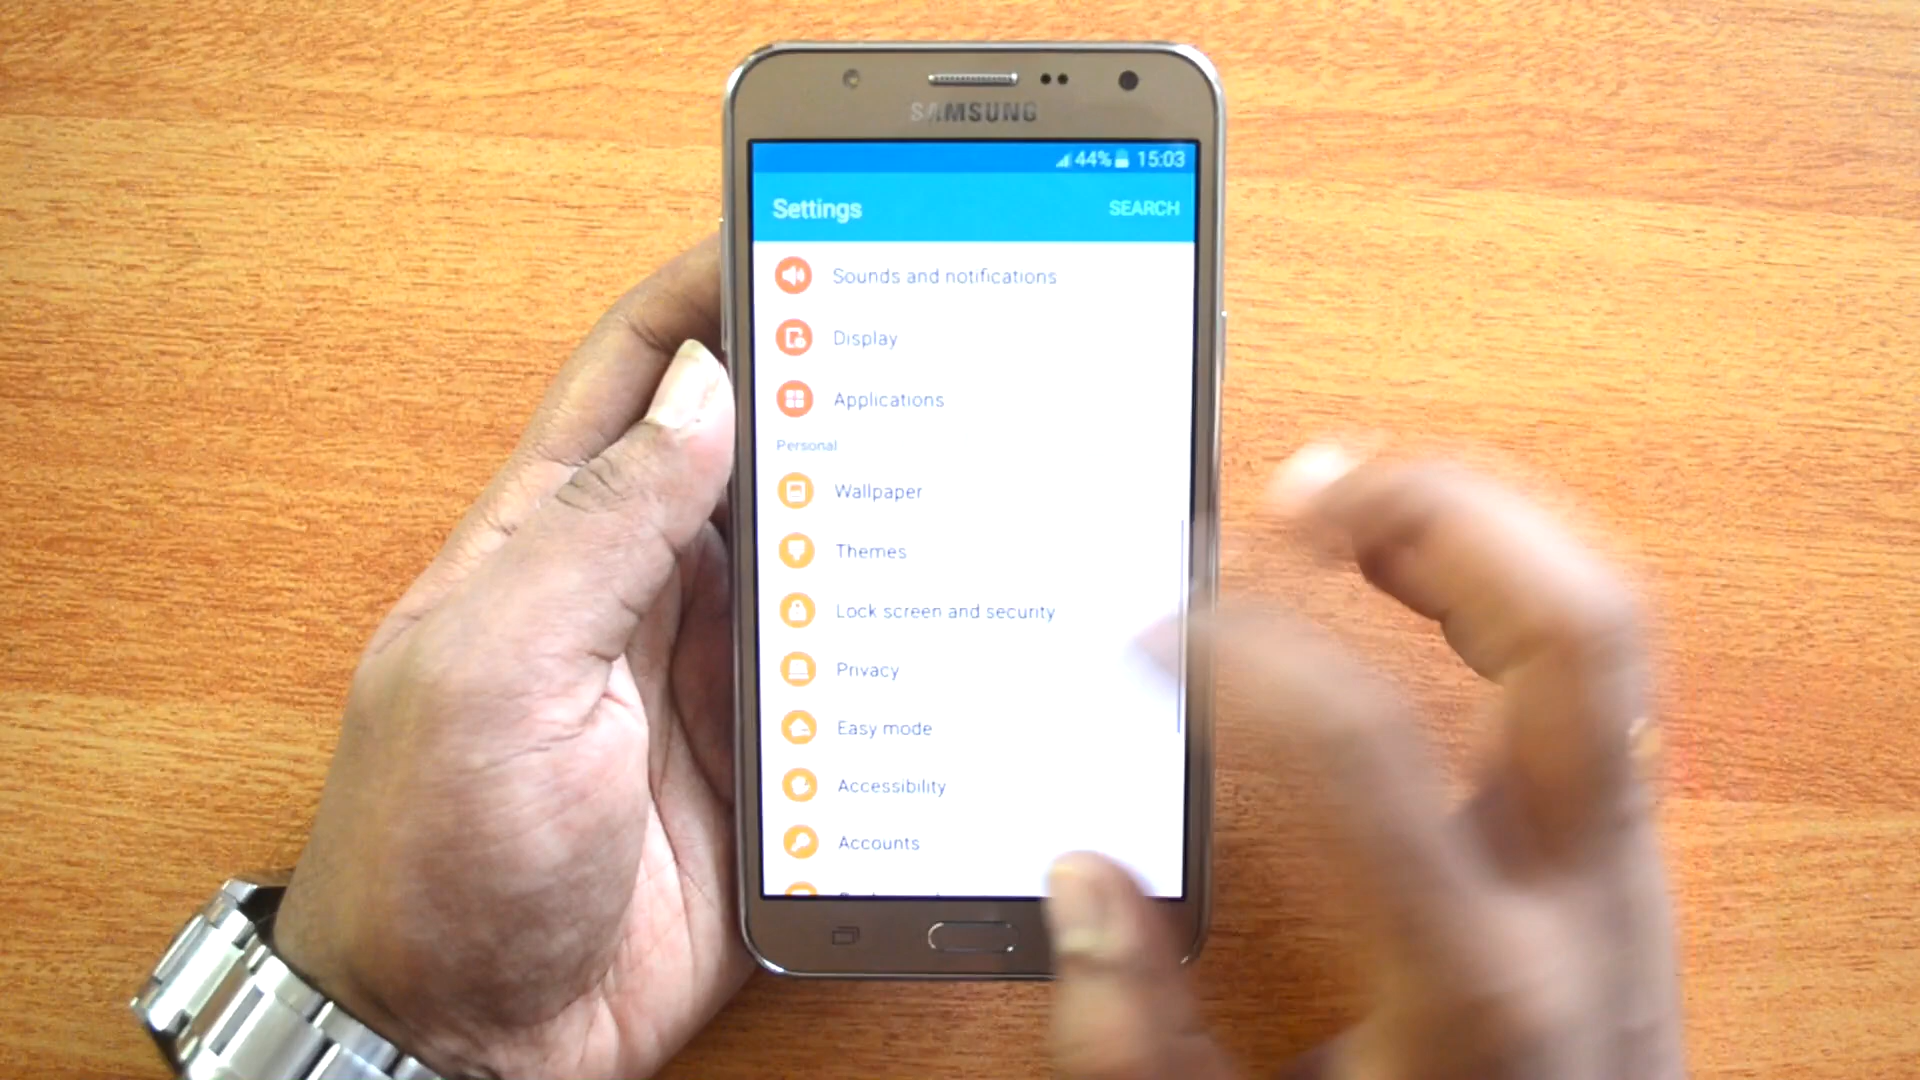 SAMSUNG
44% 15:03
Settings SEARCH
Sounds and notifications
Display
Applications
Personal
Wallpaper
Themes
Lock screen and security
Privacy
Easy mode
Accessibility
Accounts